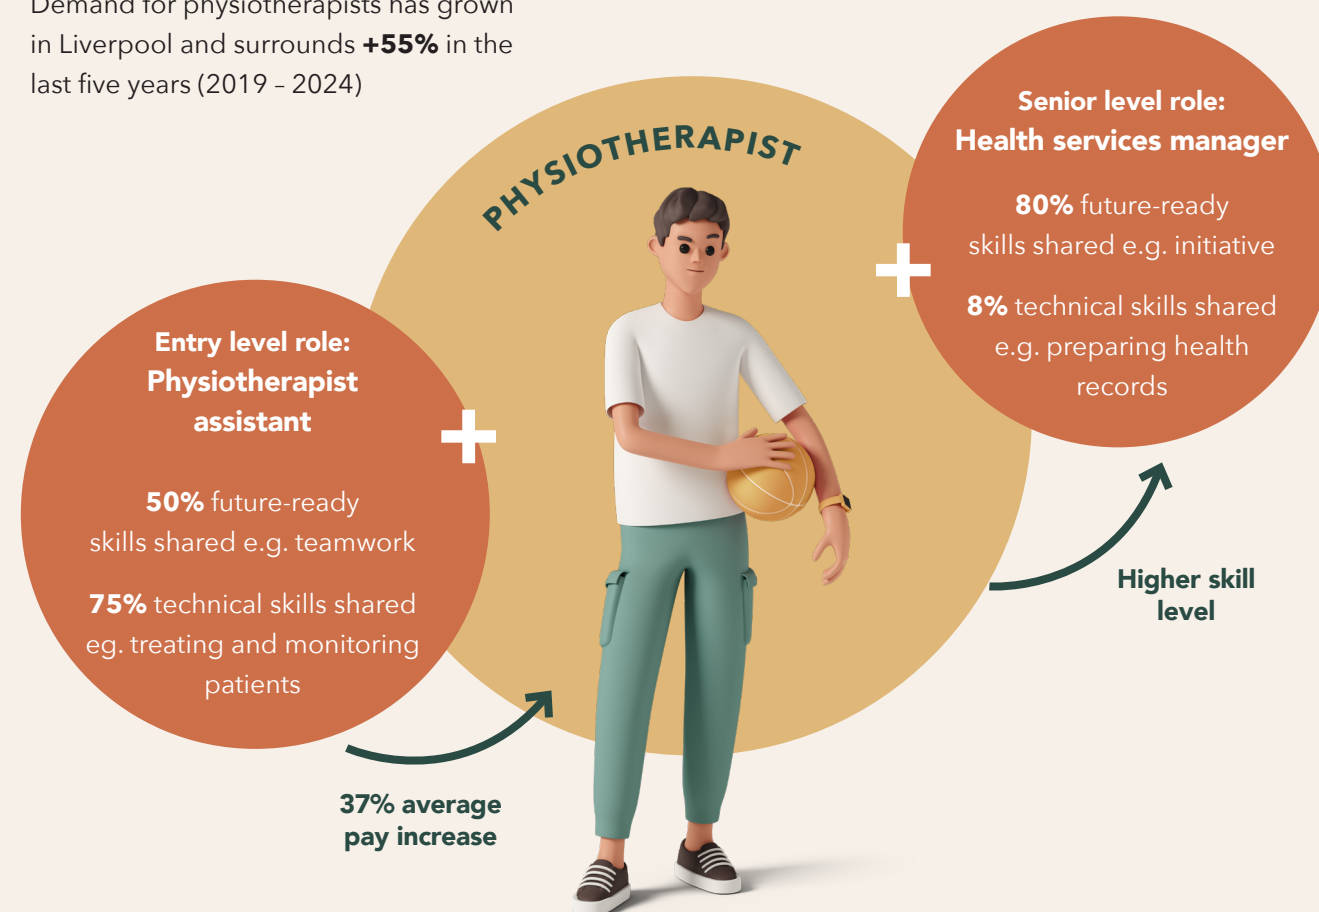 Demand for physiotherapists has grown
in Liverpool and surrounds +55% in the
last five years (2019 – 2024)
PHYSIOTHERAPIST
Senior level role:
Health services manager
80% future-ready
skills shared e.g. initiative
8% technical skills shared
e.g. preparing health
records
Entry level role:
Physiotherapist
assistant
50% future-ready
skills shared e.g. teamwork
75% technical skills shared
eg. treating and monitoring
patients
Higher skill
level
37% average
pay increase